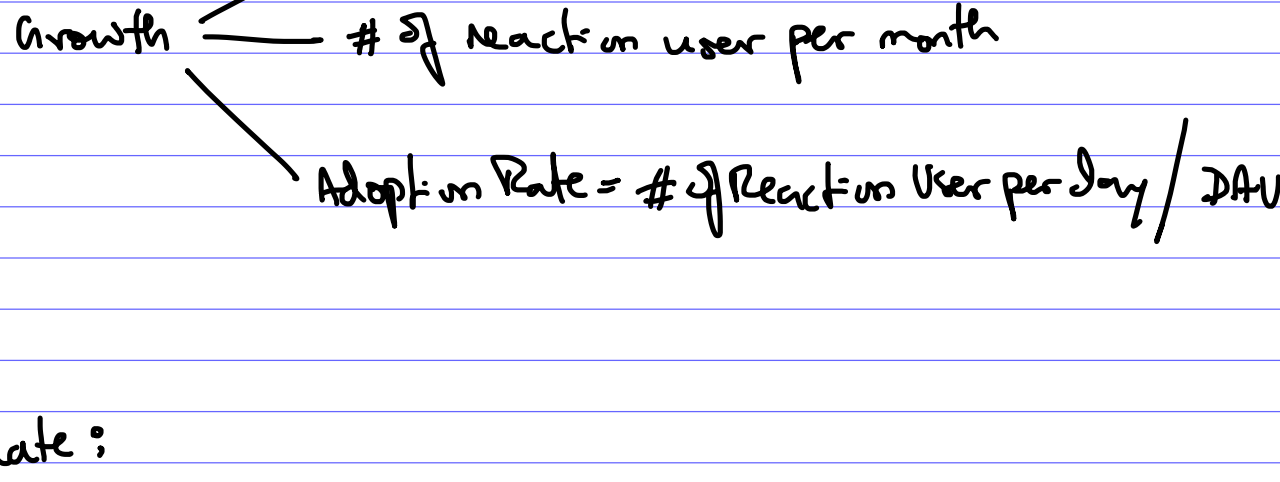 Growth # of reaction user per month
Adoption Rate = # of Reaction User per day / DAU
ate: